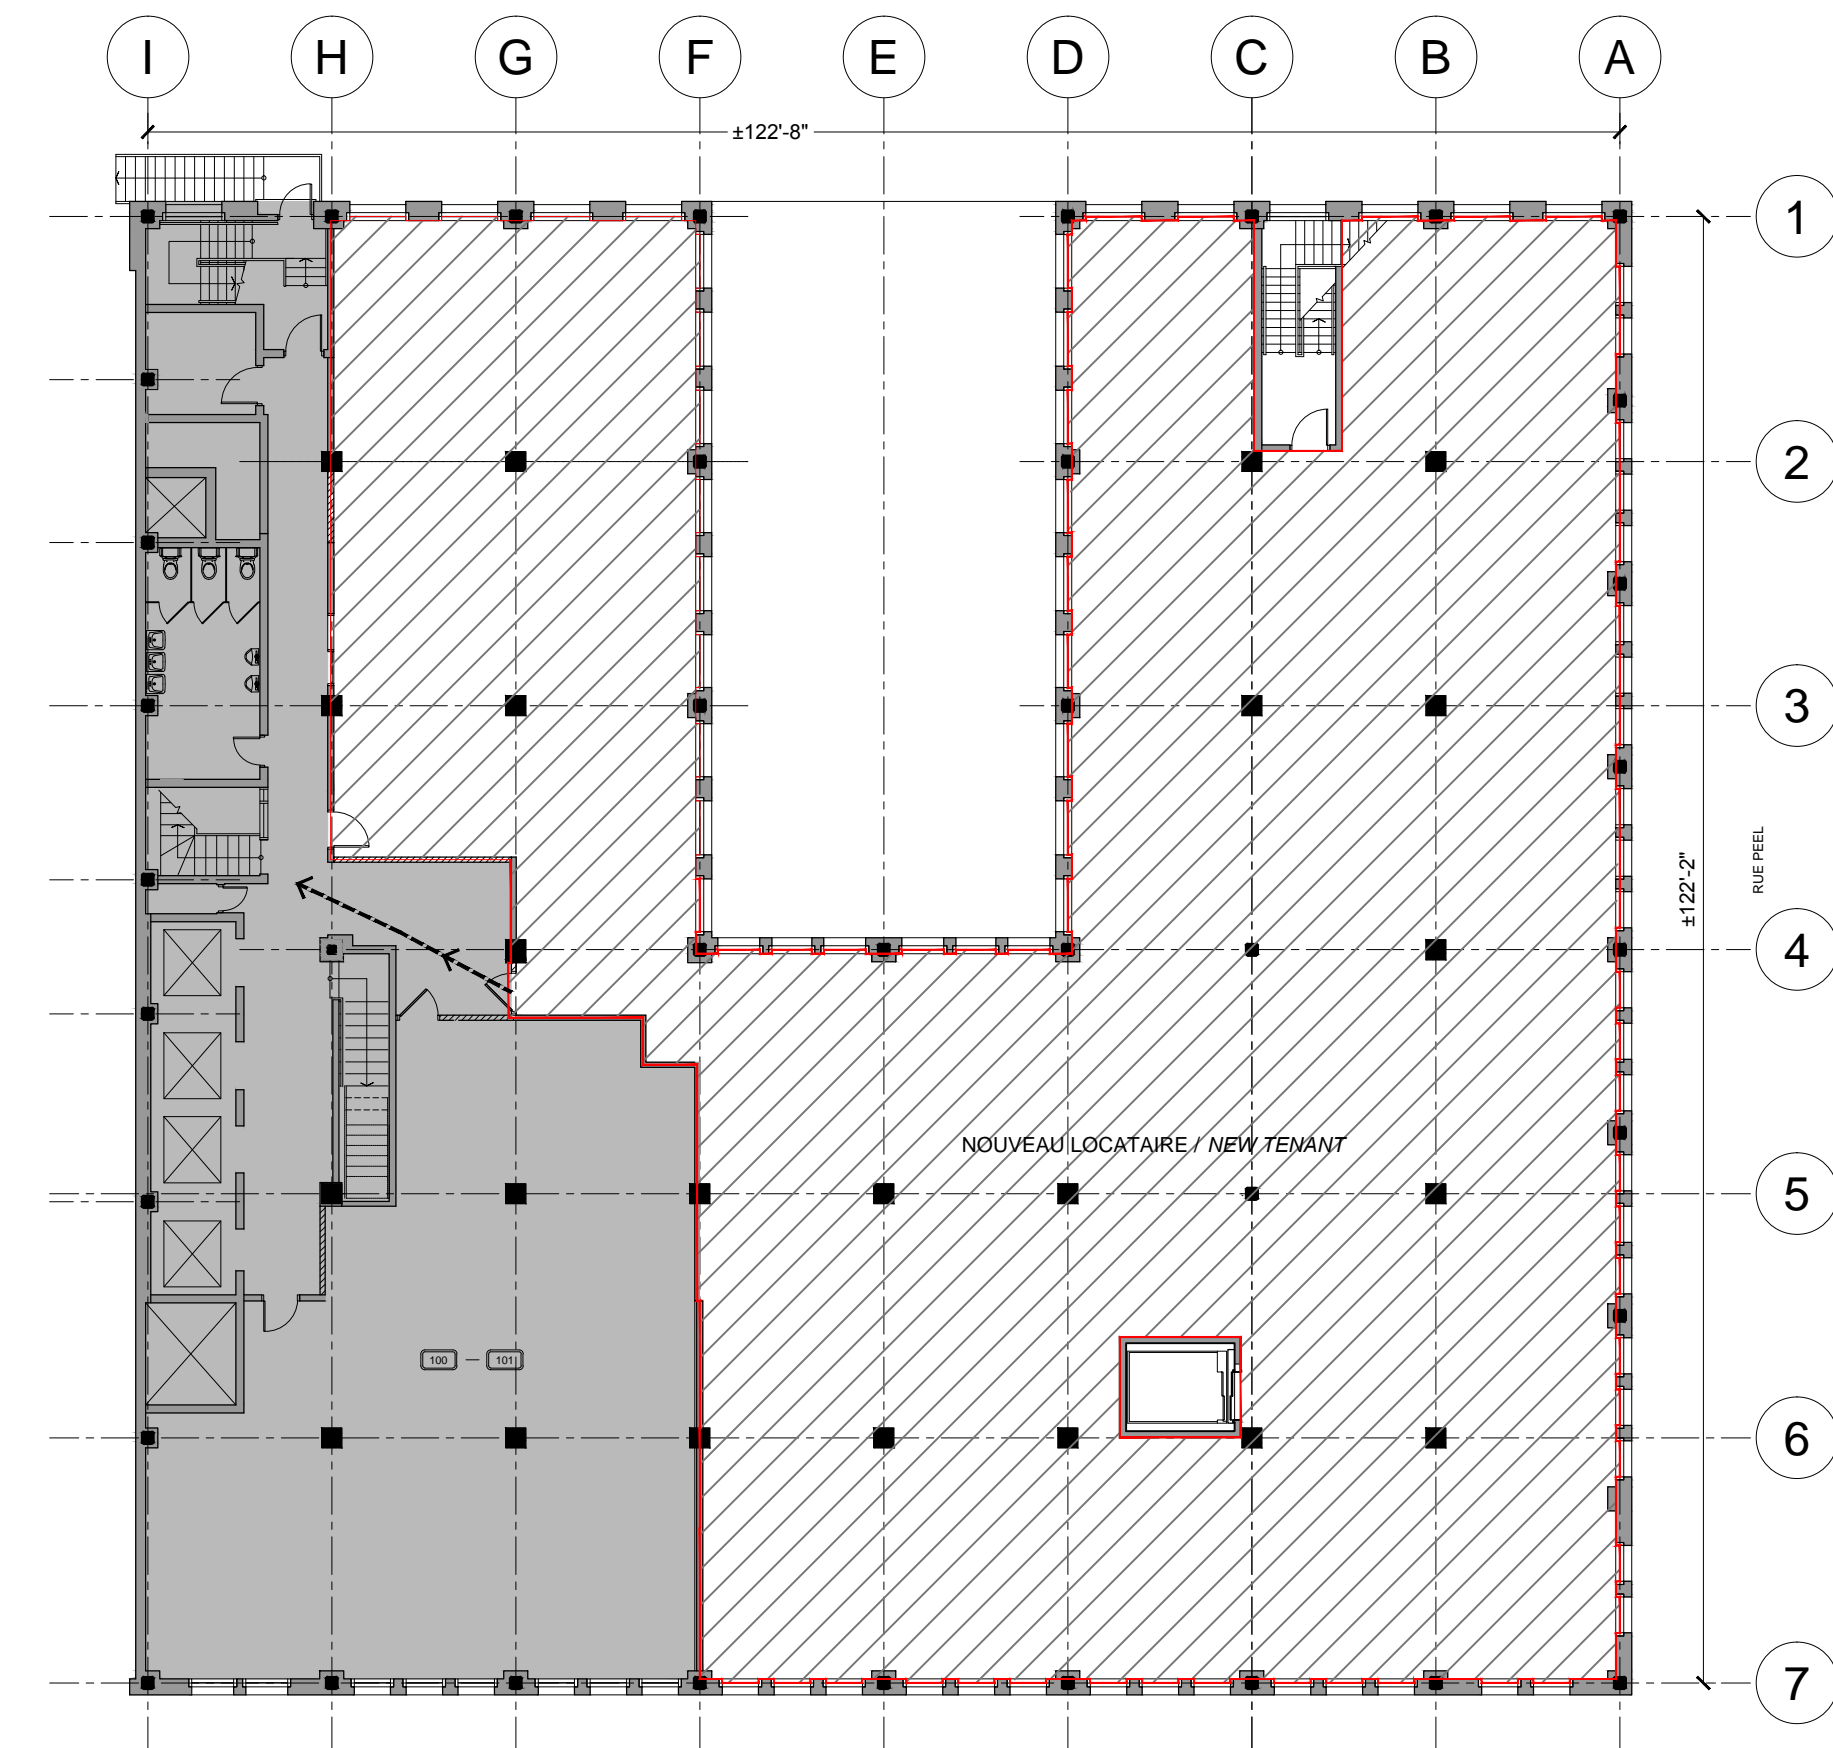 I H G F E D C B A
±122'-8"
1
2
3
RUE PEEL
±122'-2"
4
NOUVEAU LOCATAIRE / NEW TENANT
5
100 — 101
6
7